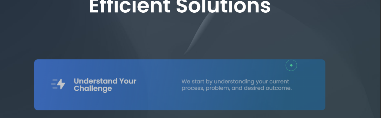 Efficient Solutions
Understand Your
Challenge
We start by understanding your current
process, problem, and desired outcome.